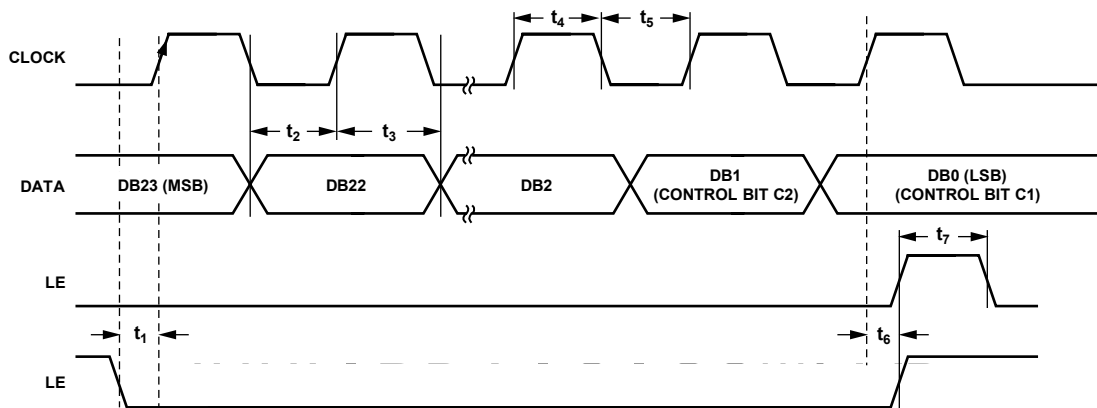 t4
t5
CLOCK
t2
t3
DATA
DB23 (MSB)
DB22
DB2
DB1
(CONTROL BIT C2)
DB0 (LSB)
(CONTROL BIT C1)
t7
LE
t1
t6
LE